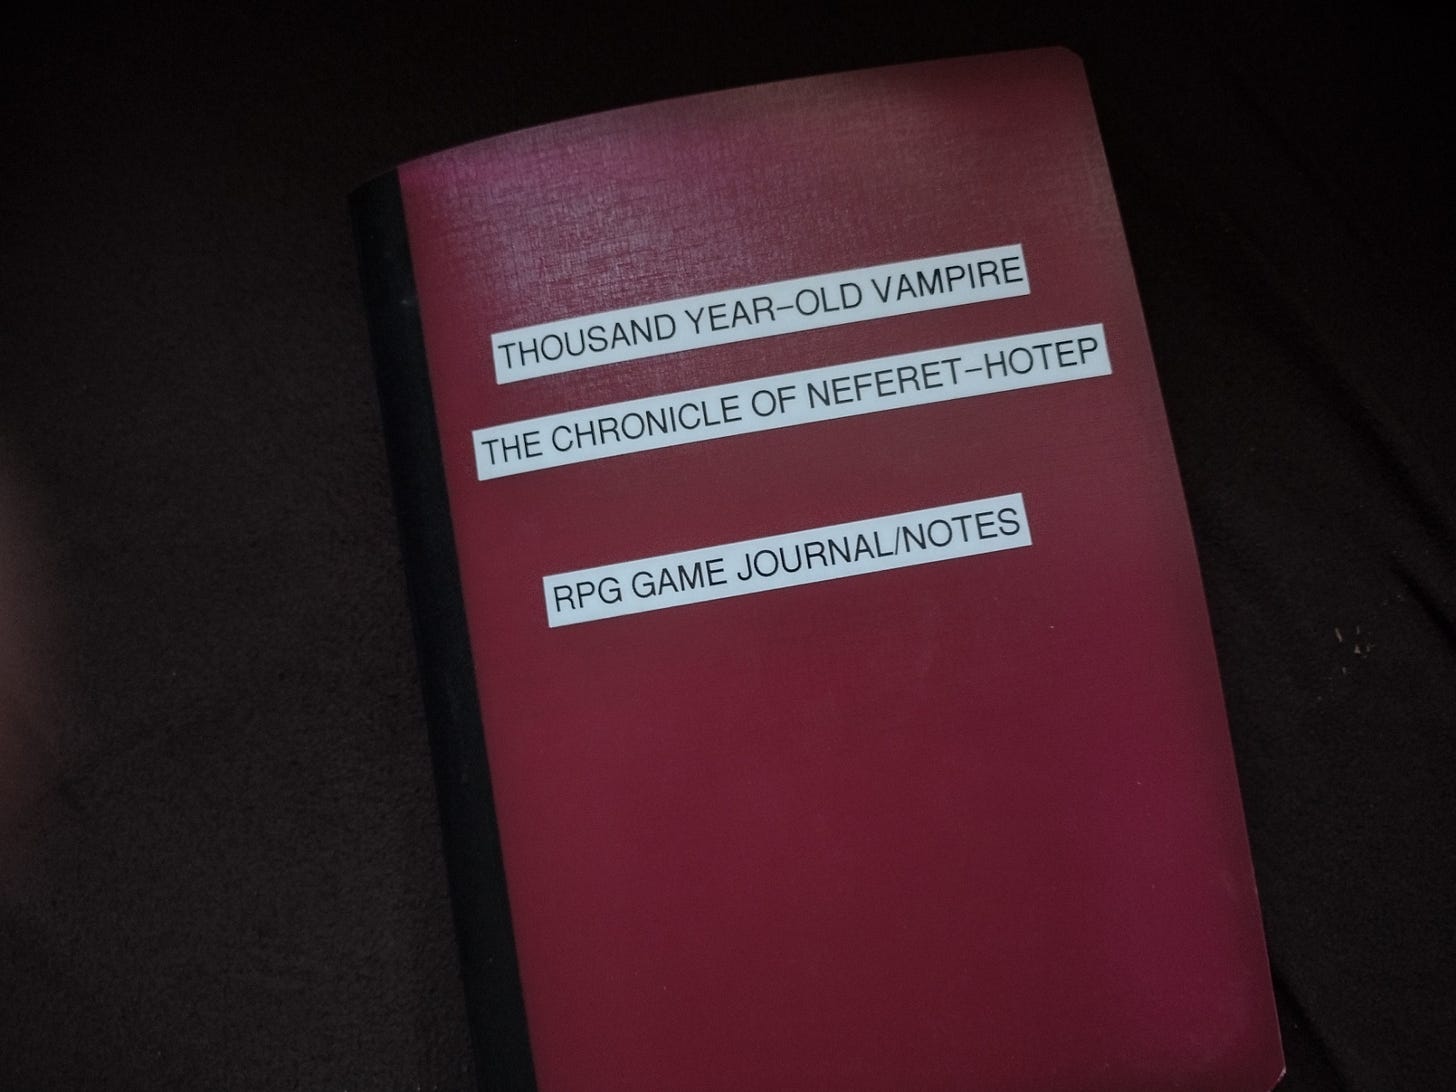 THOUSAND YEAR-OLD VAMPIRE
THE CHRONICLE OF NEFERET-HOTEP
RPG GAME JOURNAL/NOTES